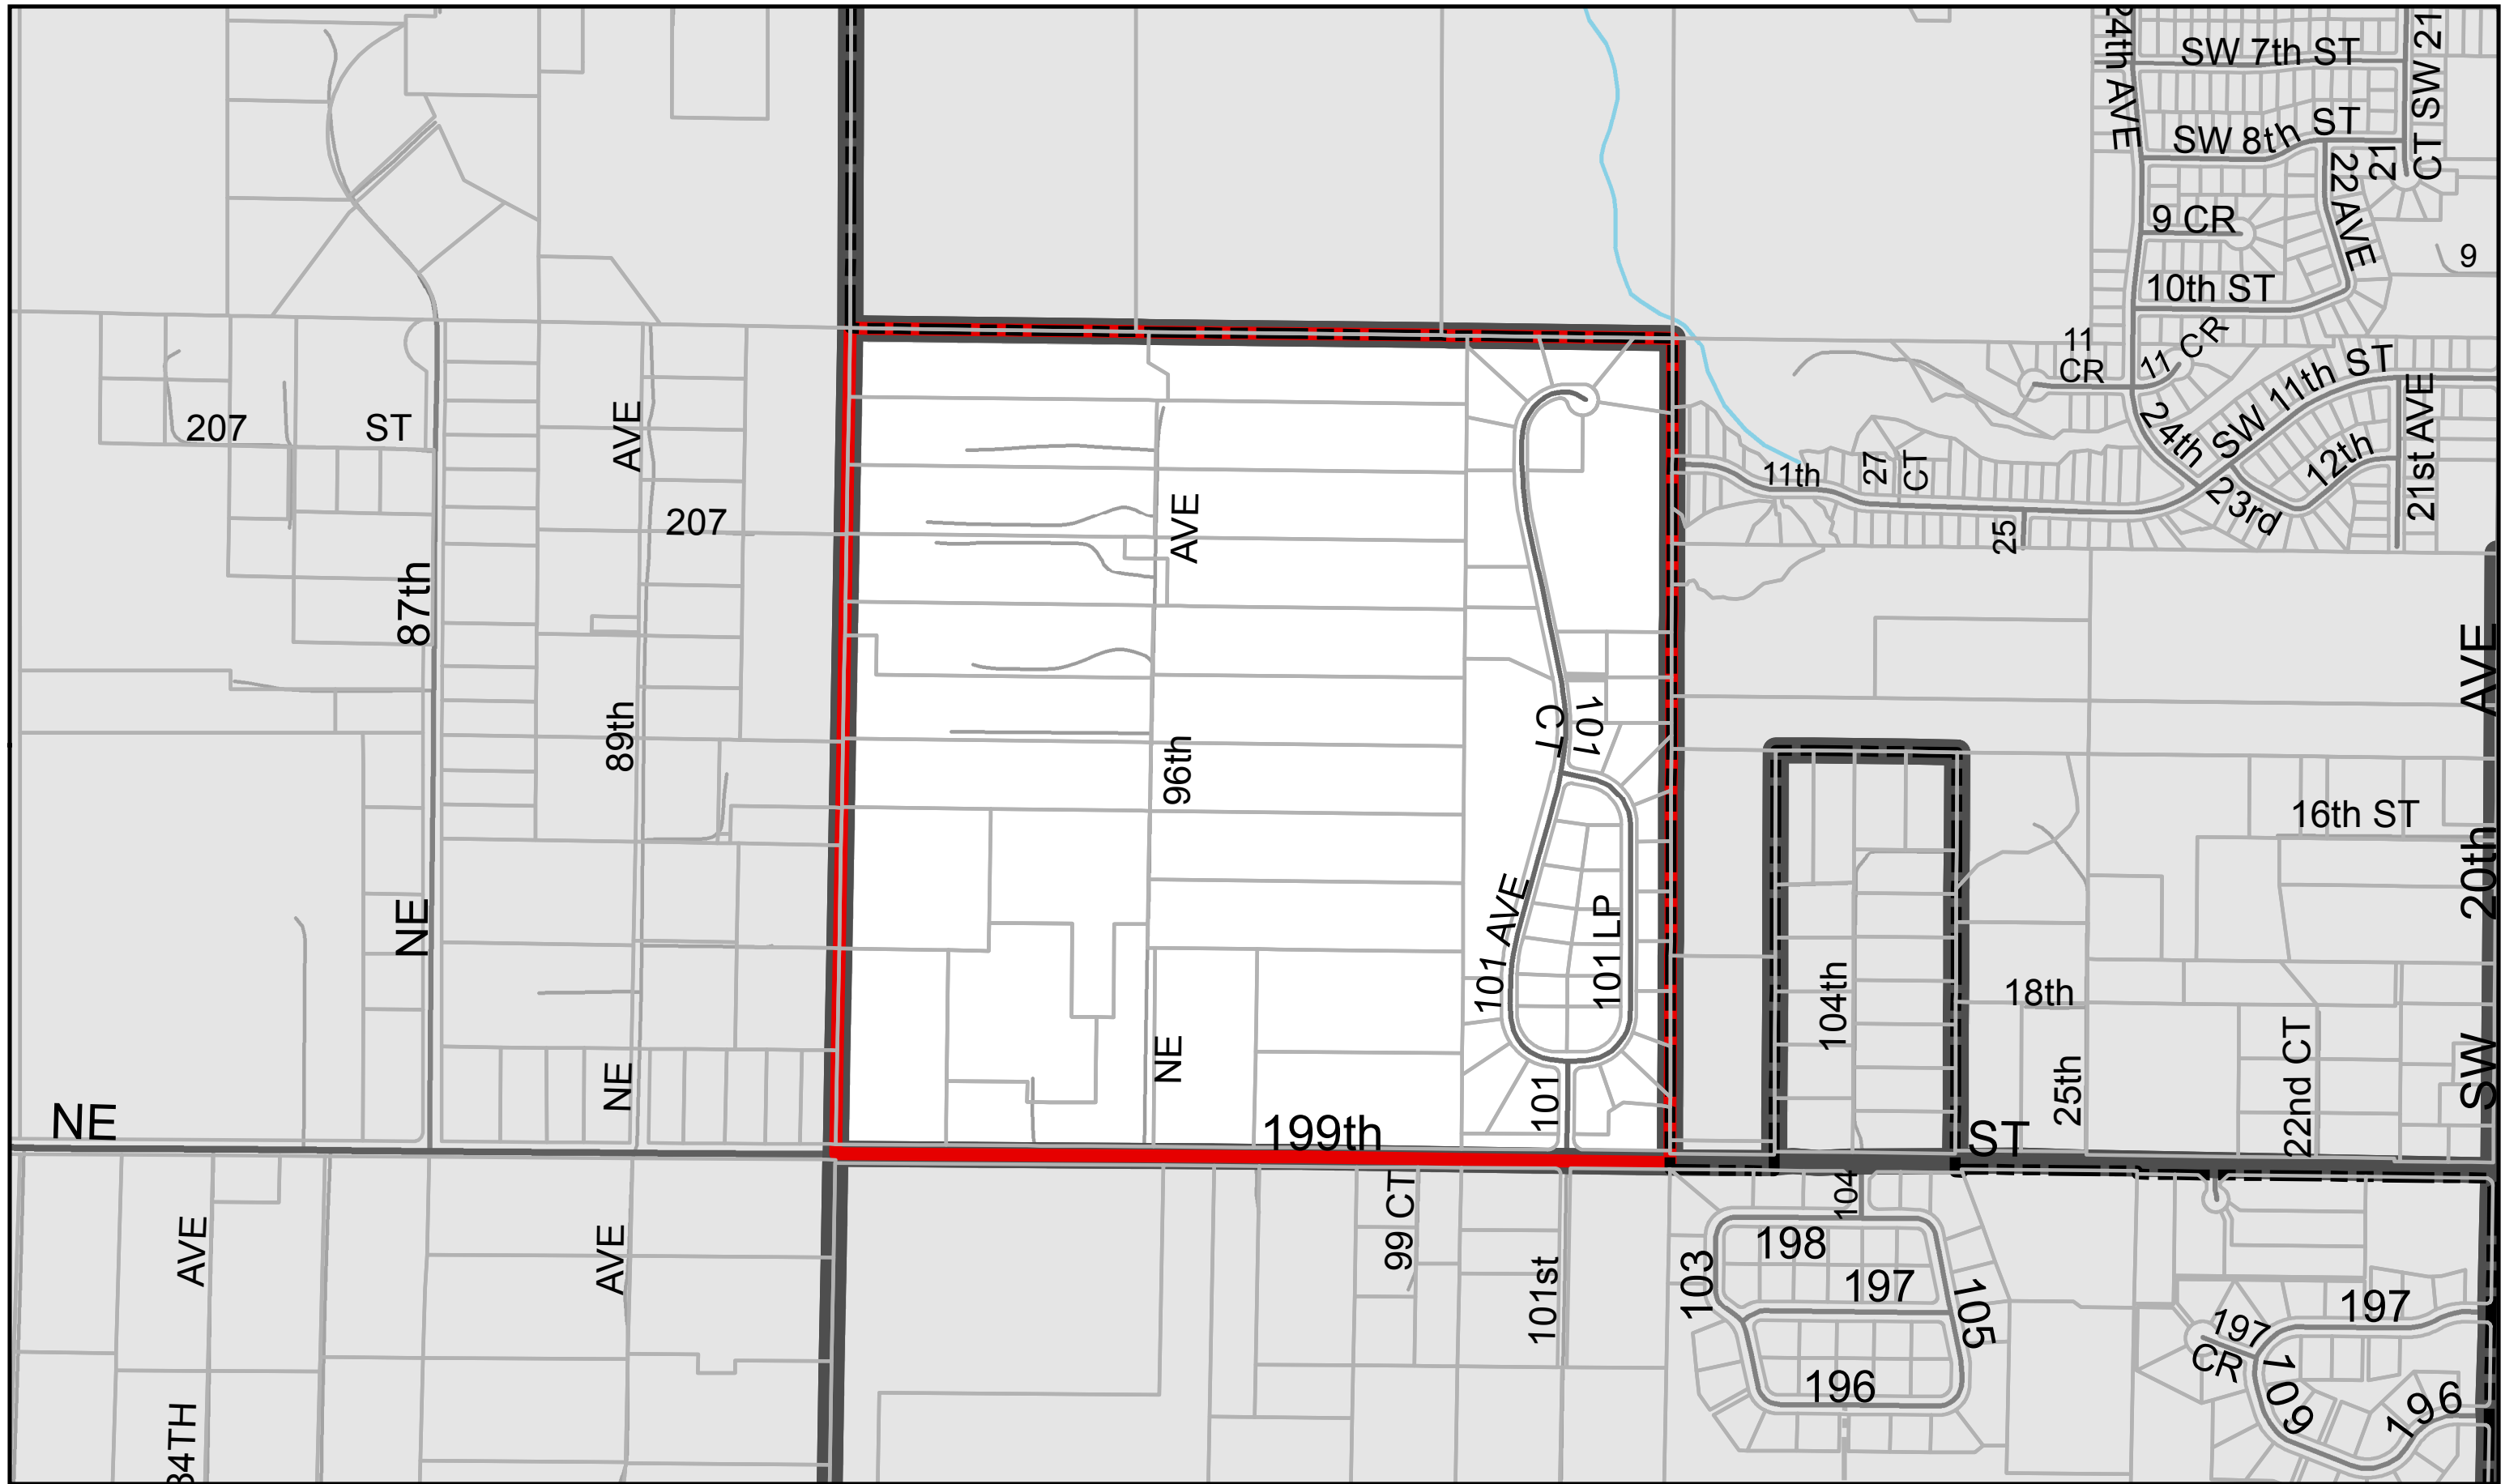 24th AVE
SW 7th ST
CT SW 21
SW 8th ST
21
22 AVE
9 CR
9
10th ST
11 CR
11 CR
SW 11th ST
24th
12th
21st AVE
23rd
207 ST
AVE
207
AVE
11th
27 CT
25
87th
89th
96th
101 CT
AVE
16th ST
20th
NE
101 AVE
101 LP
104th
18th
25th
22nd CT
SW
NE
NE
NE
101
199th
ST
AVE
AVE
99 CT
101st
104
103
198
197
105
196
197
197 CR
109
196
84TH